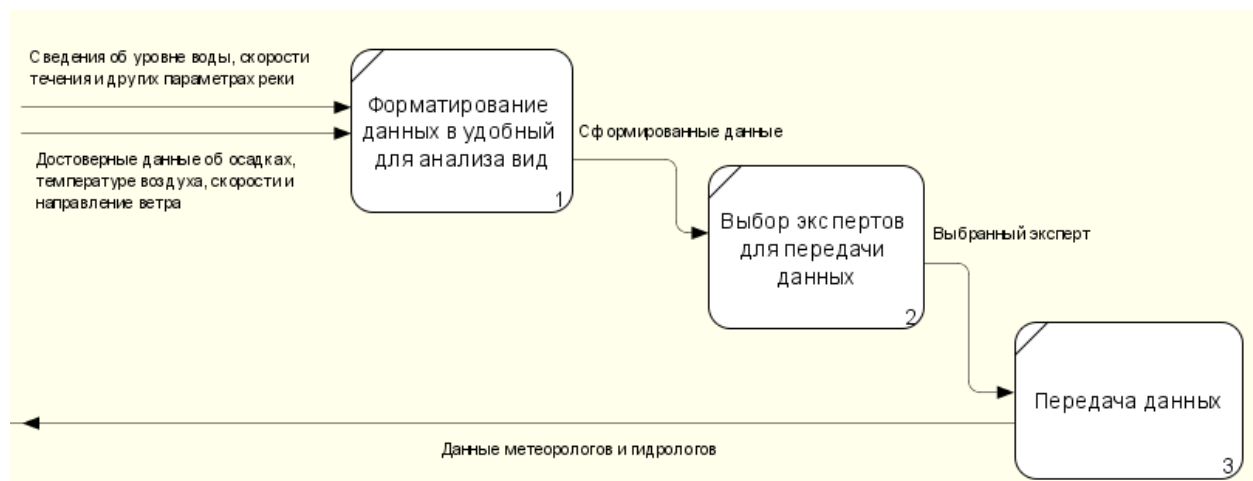 Сведения об уровне воды, скорости
течения и других параметрах реки
Достоверные данные об осадках,
температуре воздуха, скорости и
направление ветра
Форматирование
данных в удобный
для анализа вид
1
Сформированные данные
Выбор экспертов
для передачи
данных
2
Выбранный эксперт
Передача данных
3
Данные метеорологов и гидрологов